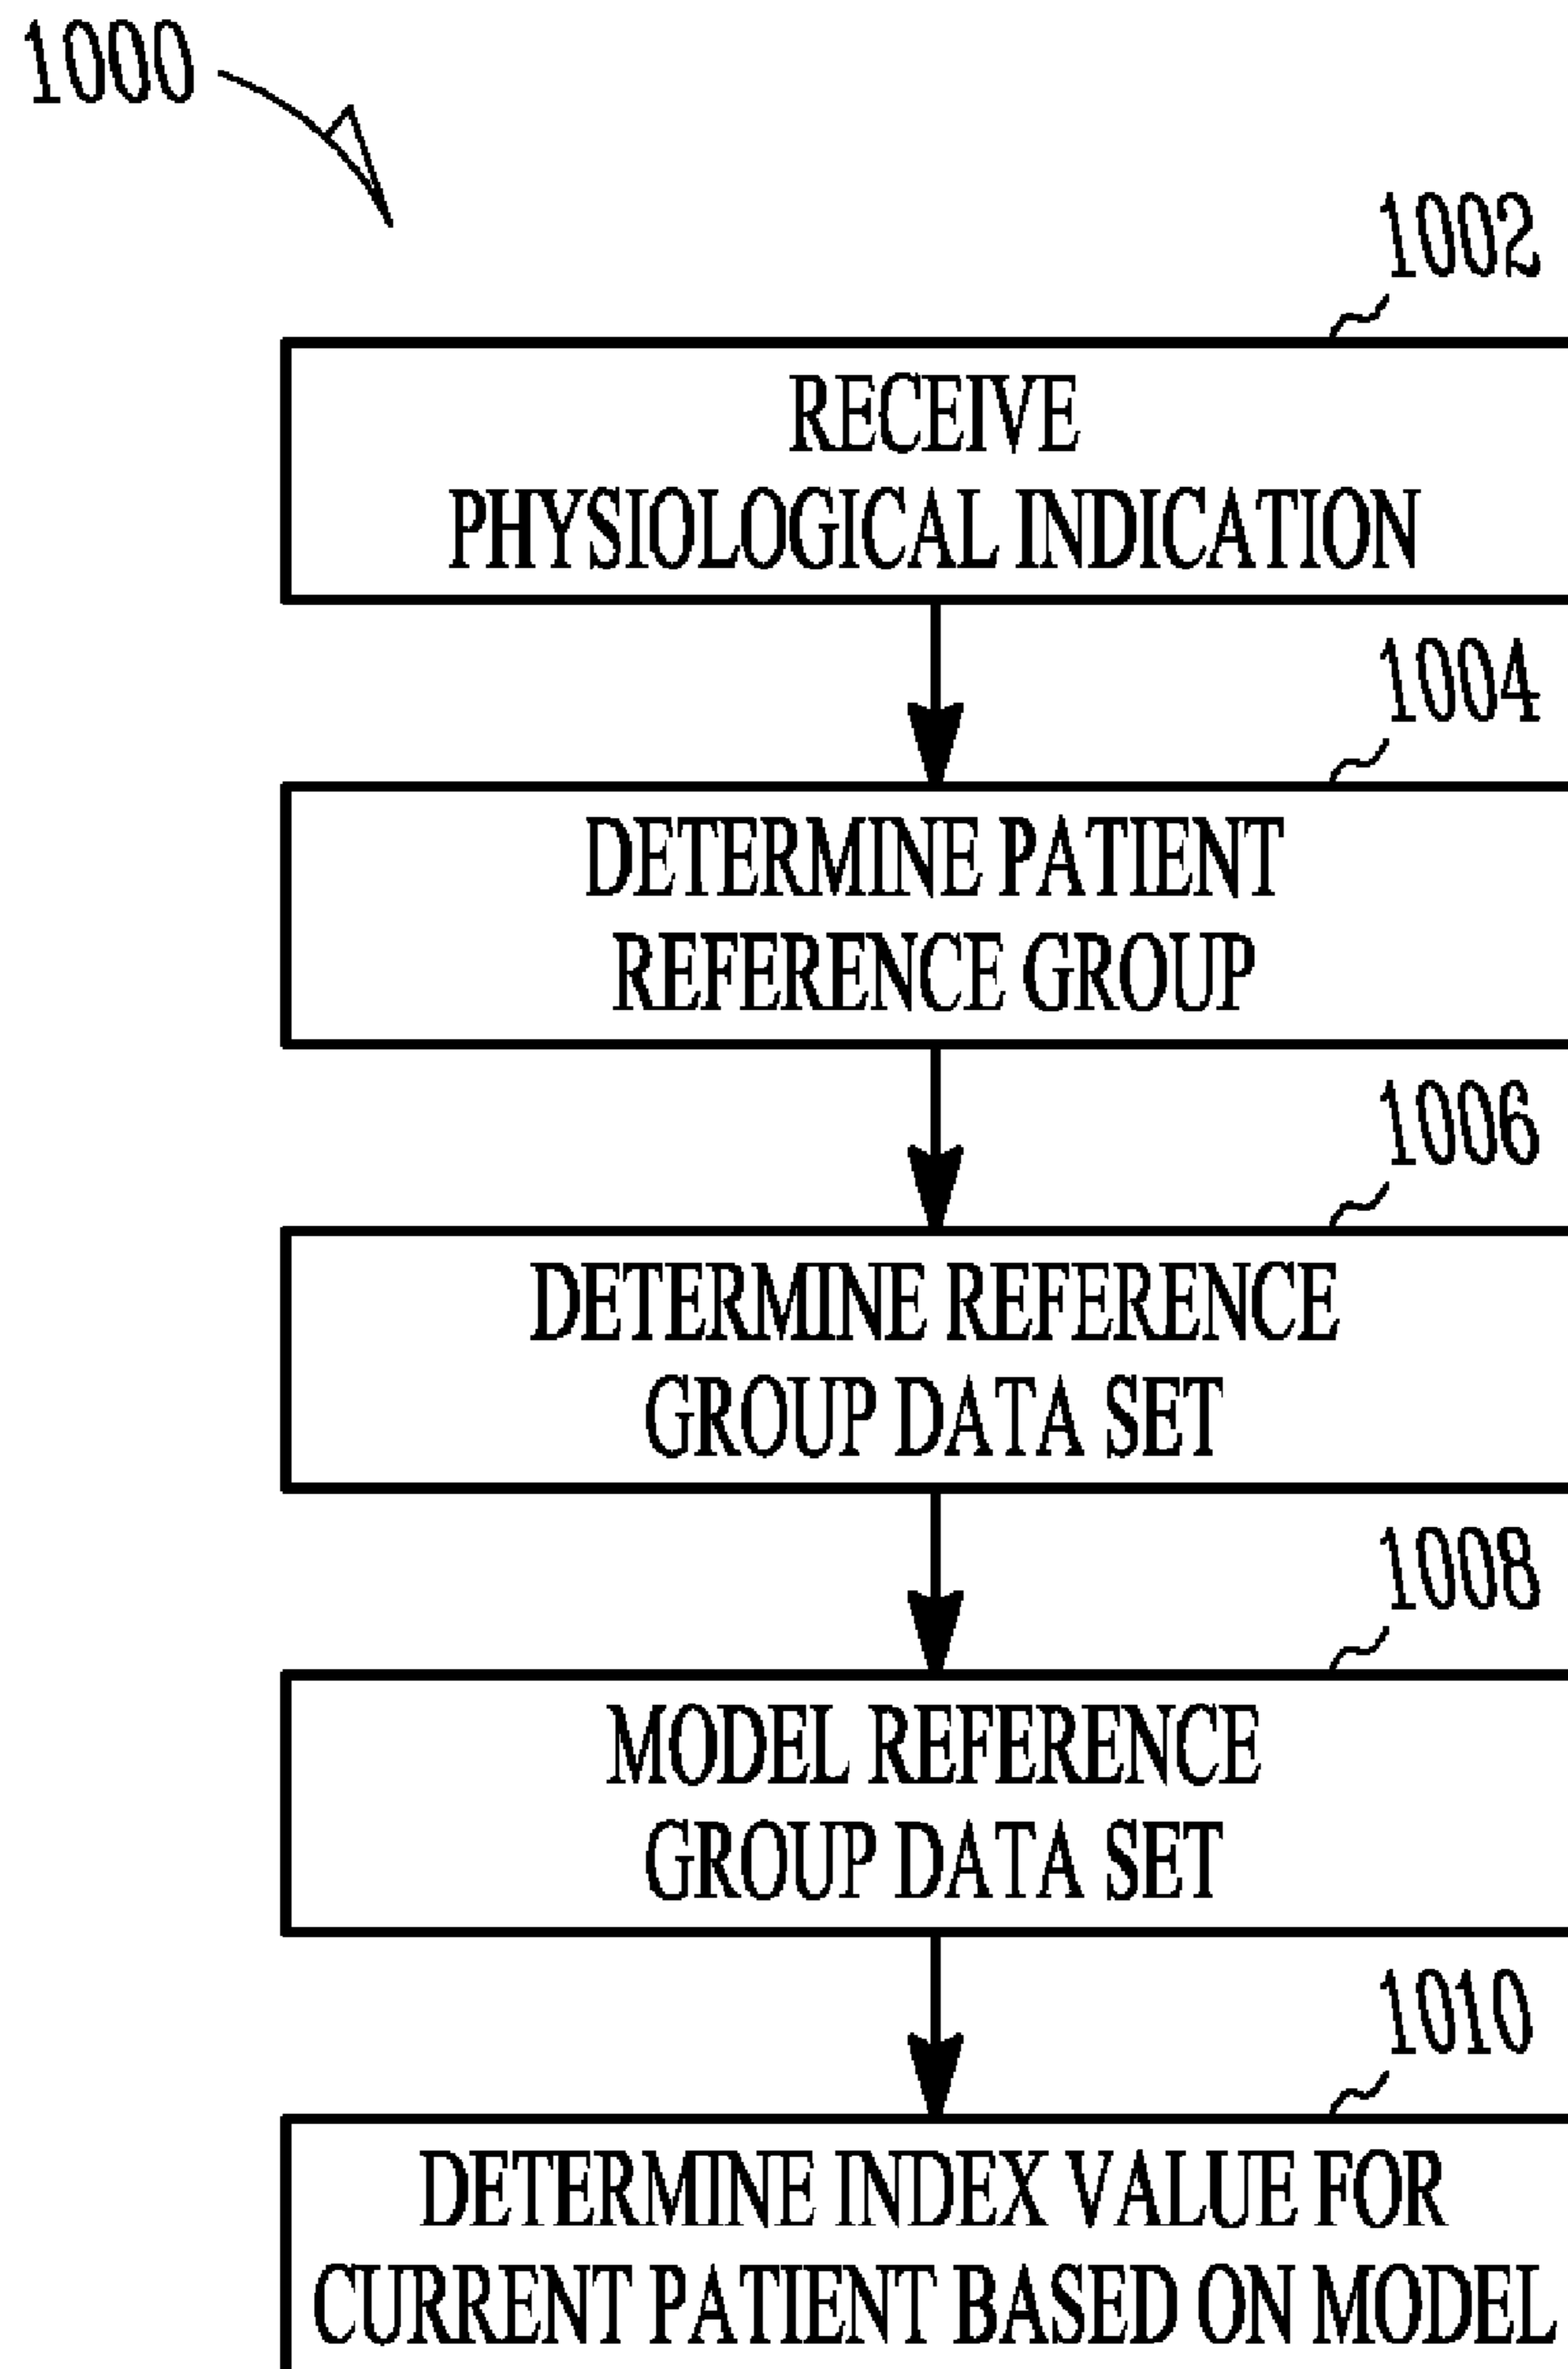 1000
1002
RECEIVE
PHYSIOLOGICAL INDICATION
1004
DETERMINE PATIENT
REFERENCE GROUP
1006
DETERMINE REFERENCE
GROUP DATA SET
1008
MODEL REFERENCE
GROUP DATA SET
1010
DETERMINE INDEX VALUE FOR
CURRENT PATIENT BASED ON MODEL